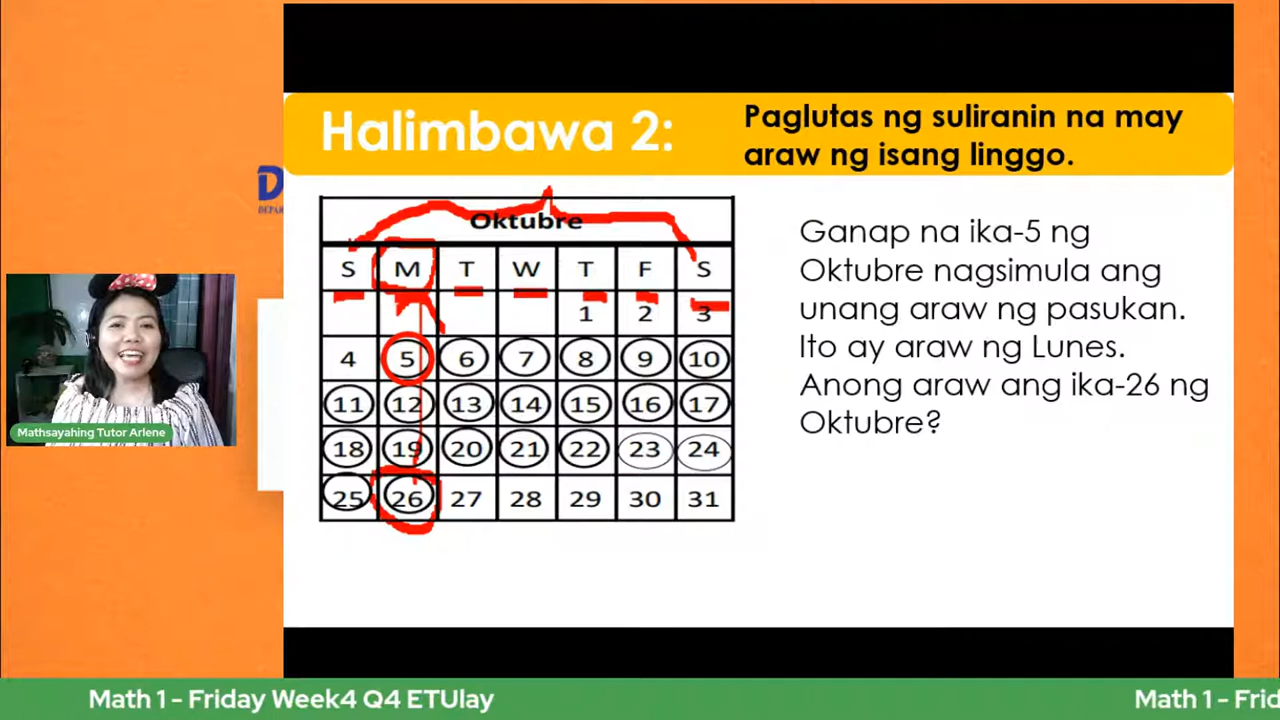 Halimbawa 2:
Paglutas ng suliranin na may
araw ng isang linggo.
D
DEPAR
Oktubre
S M T W T F S
1 2 3
4 5 6 7 8 9 10
11 12 13 14 15 16 17
18 19 20 21 22 23 24
25 26 27 28 29 30 31
Ganap na ika-5 ng
Oktubre nagsimula ang
unang araw ng pasukan.
Ito ay araw ng Lunes.
Anong araw ang ika-26 ng
Oktubre?
Mathsayahing Tutor Arlene
Math 1 - Friday Week4 Q4 ETUlay
Math 1 - Frid